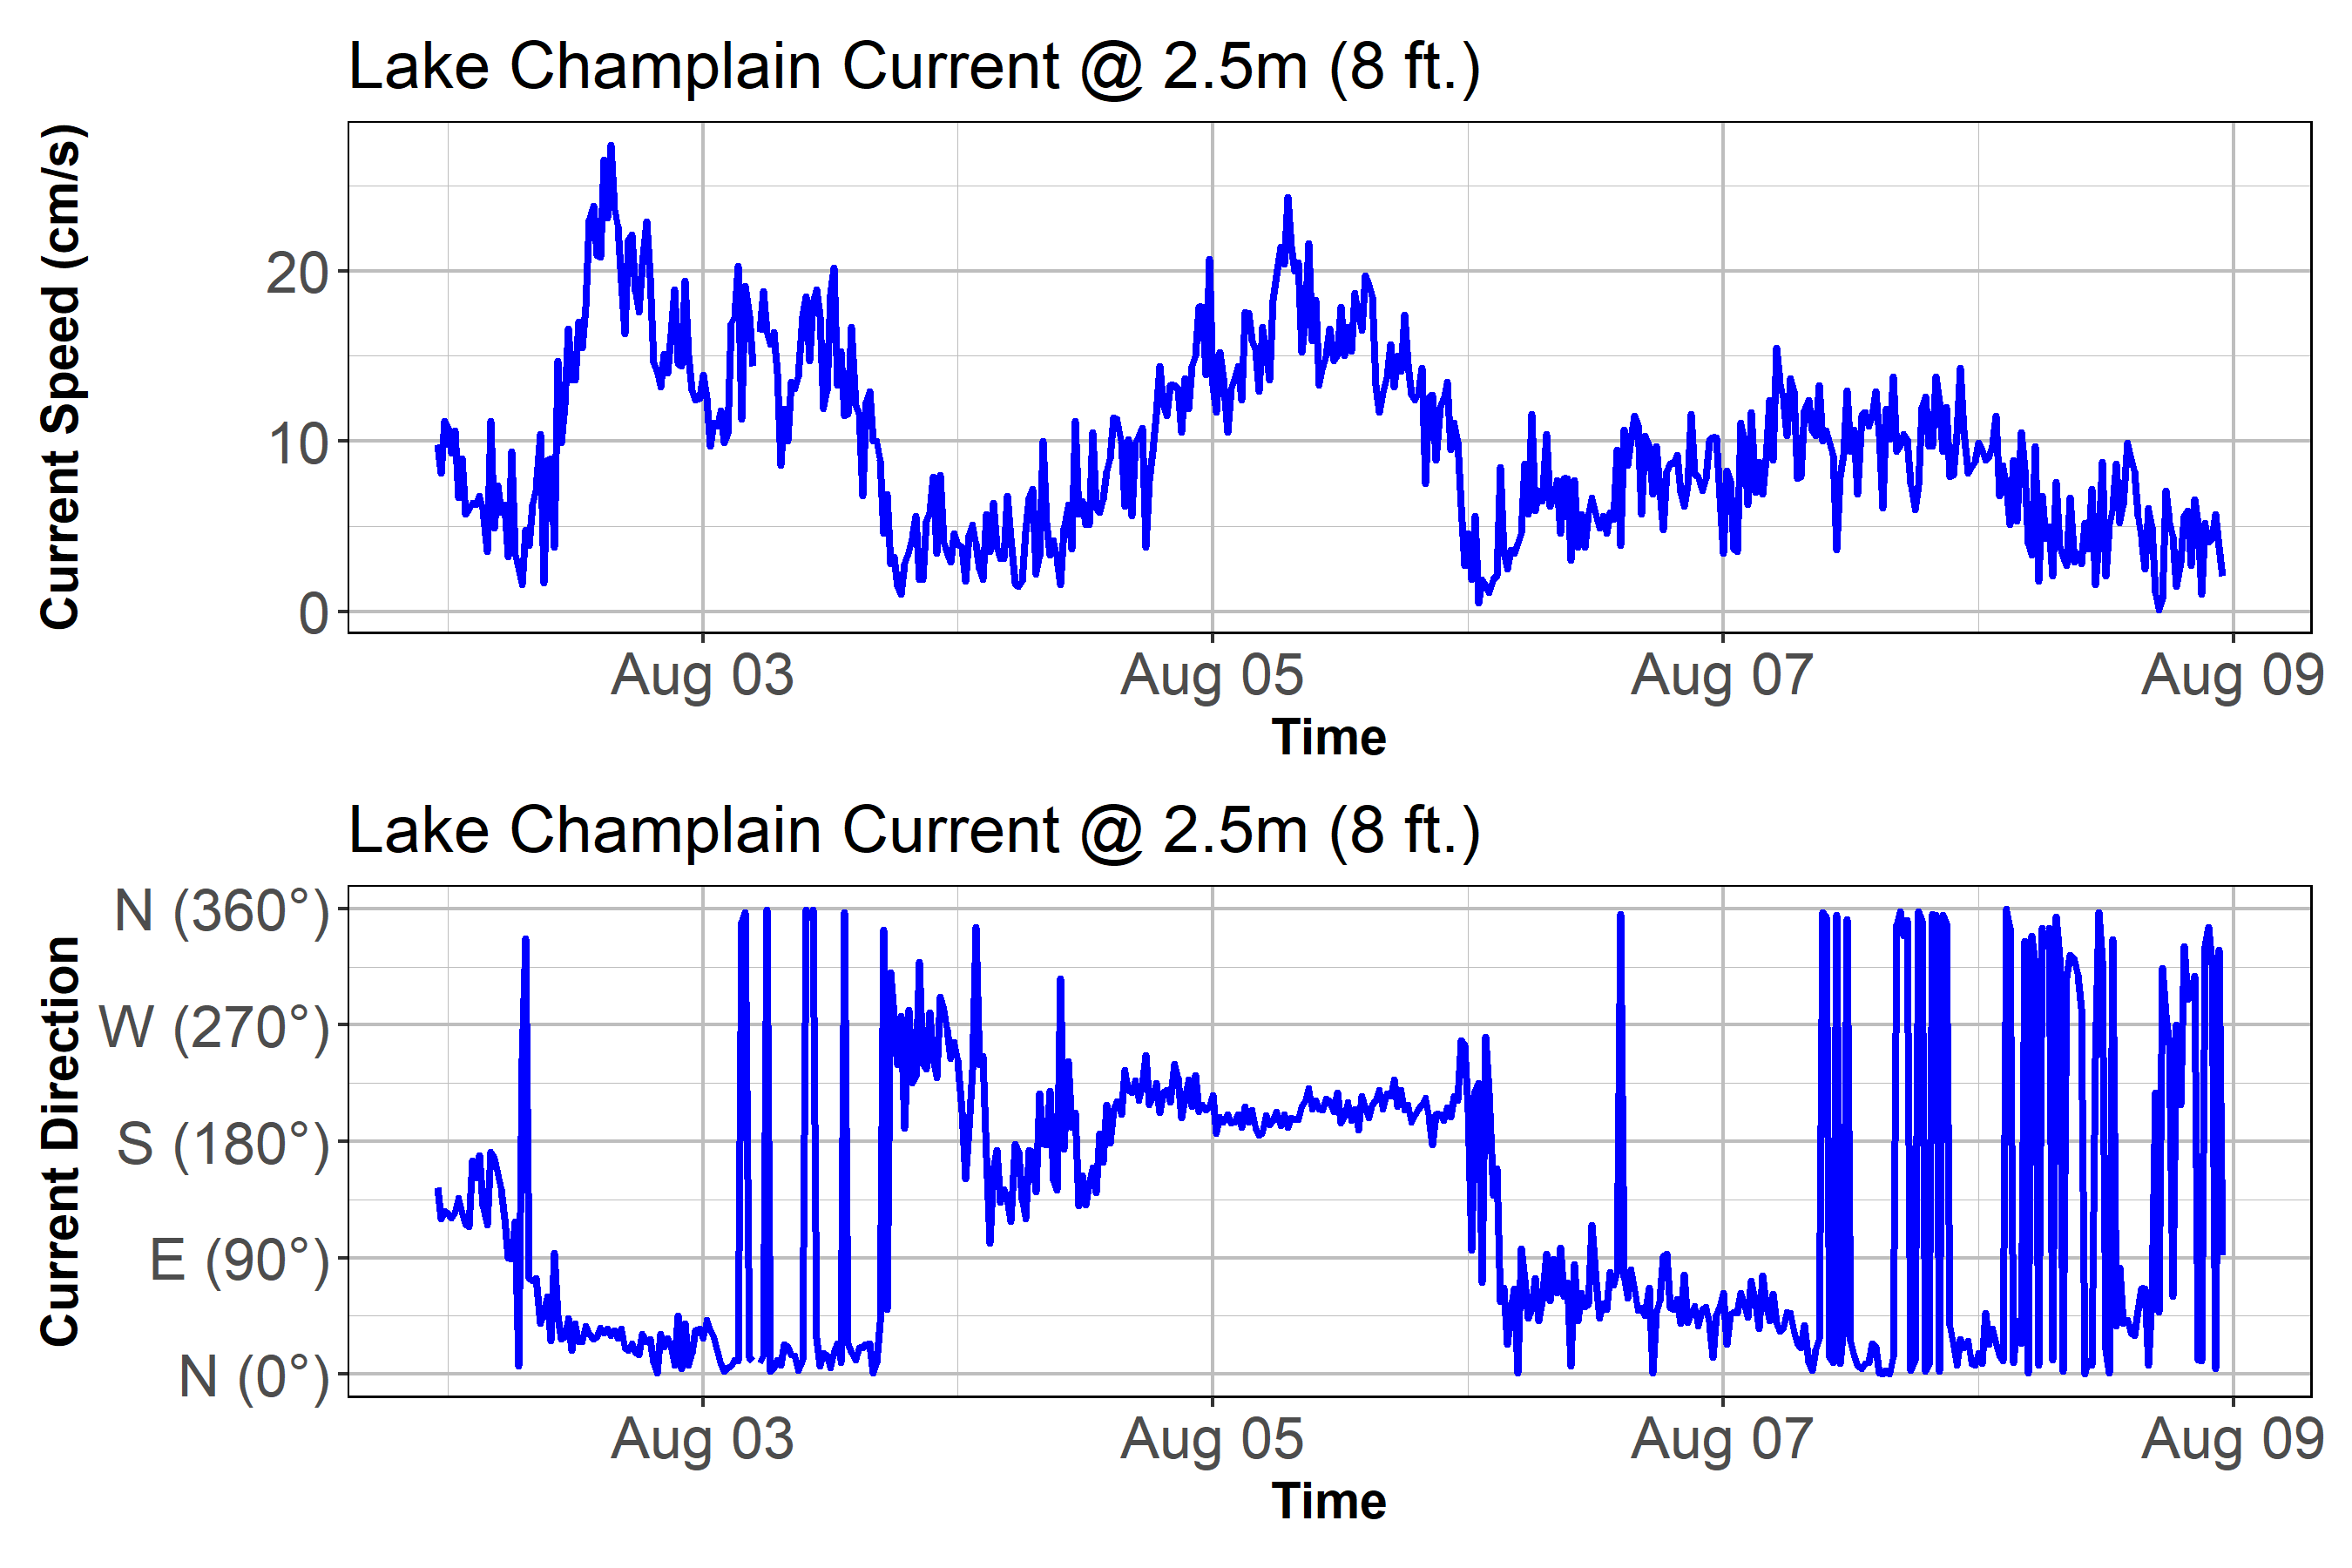 Lake Champlain Current @ 2.5m (8 ft.)
Current Speed (cm/s)
20
10
0
Aug 03
Aug 05
Aug 07
Aug 09
Time
Lake Champlain Current @ 2.5m (8 ft.)
Current Direction
N (360°)
W (270°)
S (180°)
E (90°)
N (0°)
Aug 03
Aug 05
Aug 07
Aug 09
Time